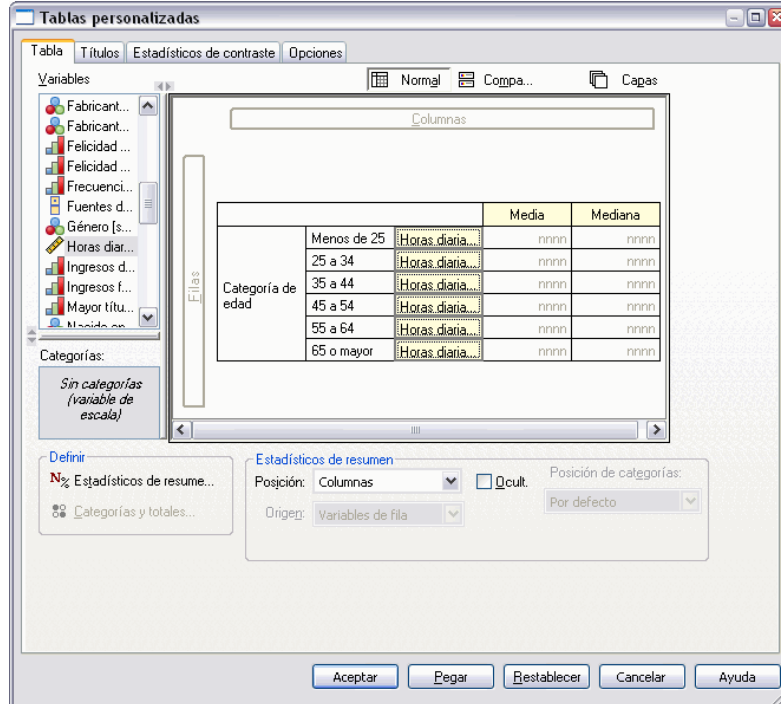 Tablas personalizadas
Tabla Títulos Estadísticos de contraste Opciones
Variables
Normal Compa... Capas
Fabricant...
Fabricant...
Felicidad ...
Felicidad ...
Frecuenci...
Fuentes d...
Género [s...
Horas diar...
Ingresos d...
Ingresos f...
Mayor títu...
Columnas
Filas
Media Mediana
Categoría de edad
Menos de 25 Horas diaria... nnnn nnnn
25 a 34 Horas diaria... nnnn nnnn
35 a 44 Horas diaria... nnnn nnnn
45 a 54 Horas diaria... nnnn nnnn
55 a 64 Horas diaria... nnnn nnnn
65 o mayor Horas diaria... nnnn nnnn
Categorías:
Sin categorías
(variable de
escala)
Definir
N% Estadísticos de resume...
Categorías y totales...
Estadísticos de resumen
Posición: Columnas
Ocult.
Posición de categorías:
Origen: Variables de fila
Por defecto
Aceptar Pegar Restablecer Cancelar Ayuda